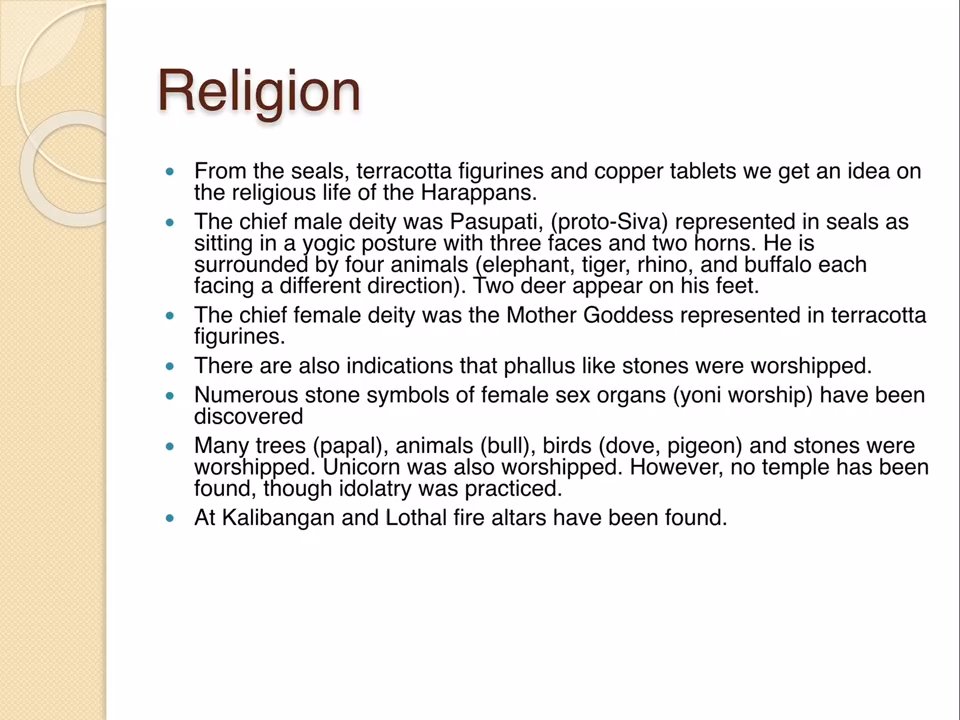 Religion
• From the seals, terracotta figurines and copper tablets we get an idea on
the religious life of the Harappans.
• The chief male deity was Pasupati, (proto-Siva) represented in seals as
sitting in a yogic posture with three faces and two horns. He is
surrounded by four animals (elephant, tiger, rhino, and buffalo each
facing a different direction). Two deer appear on his feet.
• The chief female deity was the Mother Goddess represented in terracotta
figurines.
• There are also indications that phallus like stones were worshipped.
• Numerous stone symbols of female sex organs (yoni worship) have been
discovered
• Many trees (papal), animals (bull), birds (dove, pigeon) and stones were
worshipped. Unicorn was also worshipped. However, no temple has been
found, though idolatry was practiced.
• At Kalibangan and Lothal fire altars have been found.